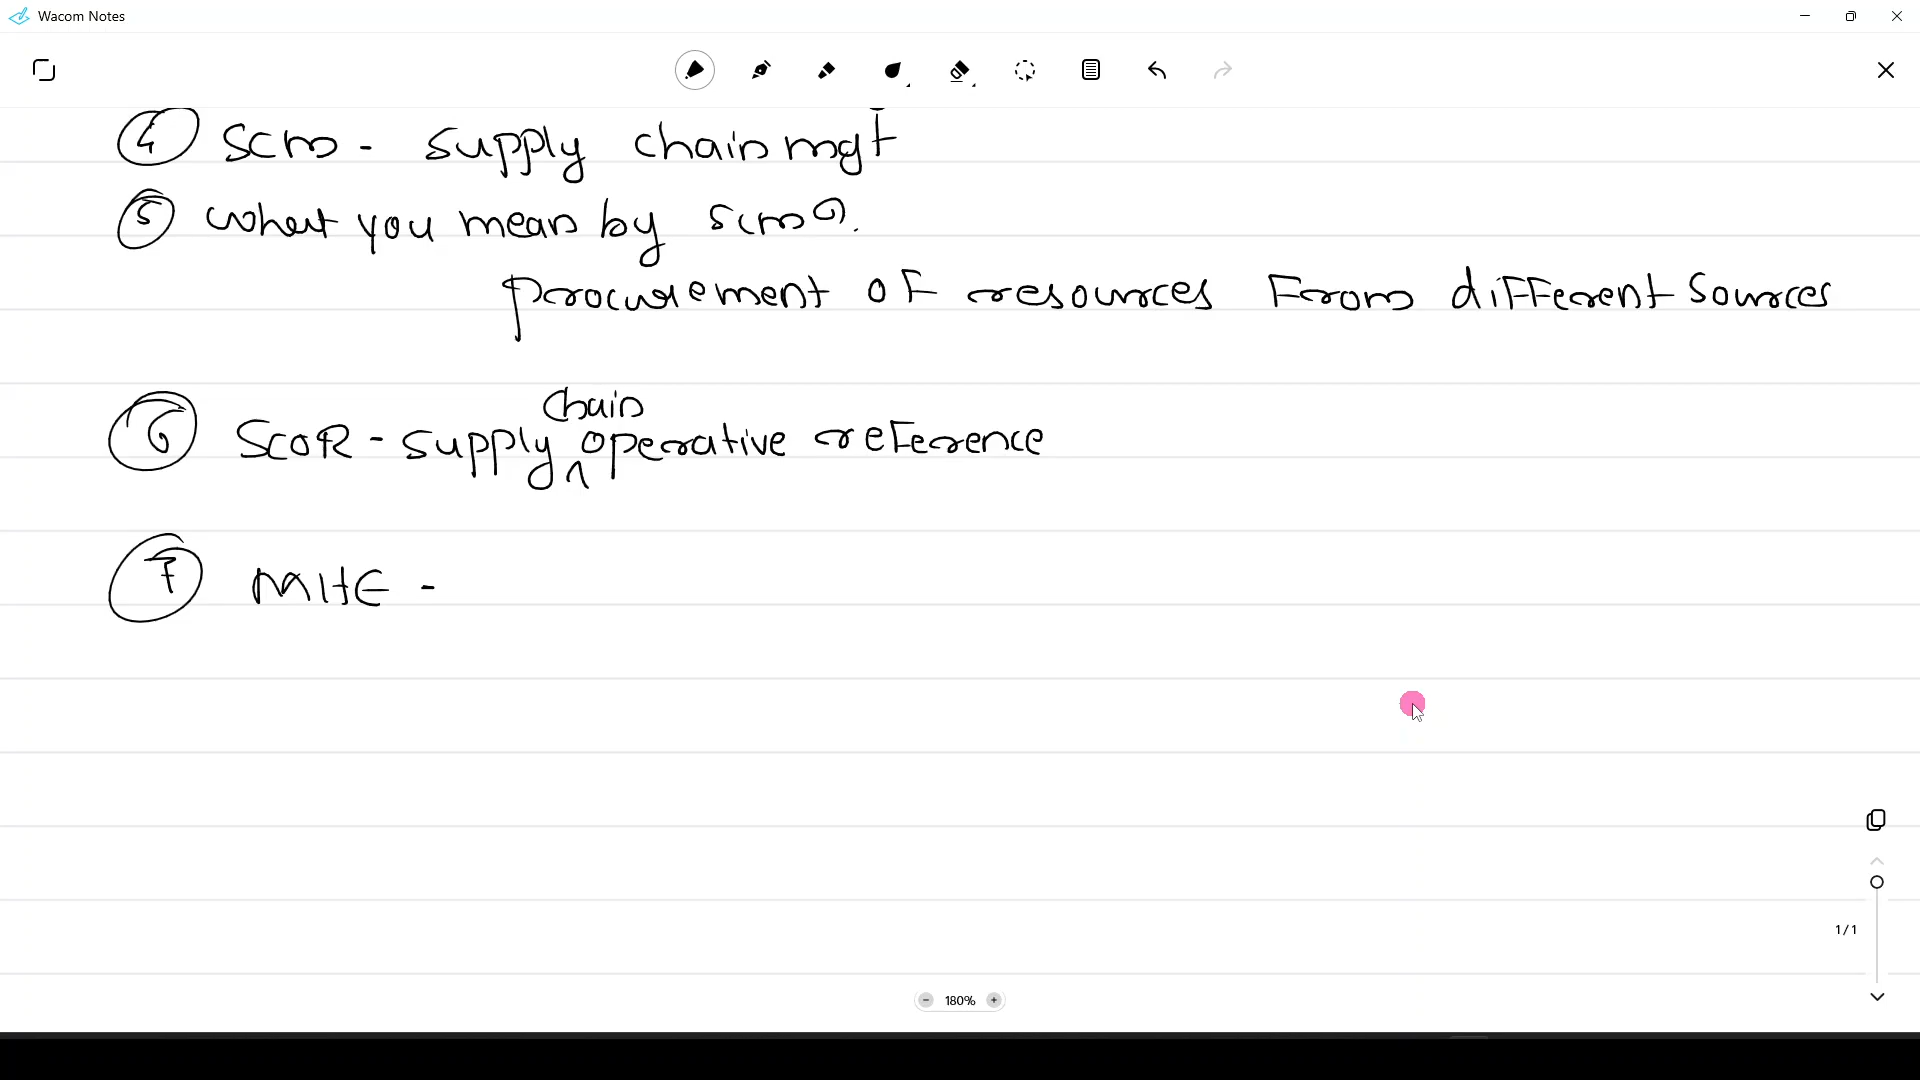 Wacom Notes
4 SCM - supply chain mgt
5 what you mean by SCM?.
procurement of resources From different Sources
chain
6 SCOR - supply ^ operative reference
7 MHE -
1/1
180%